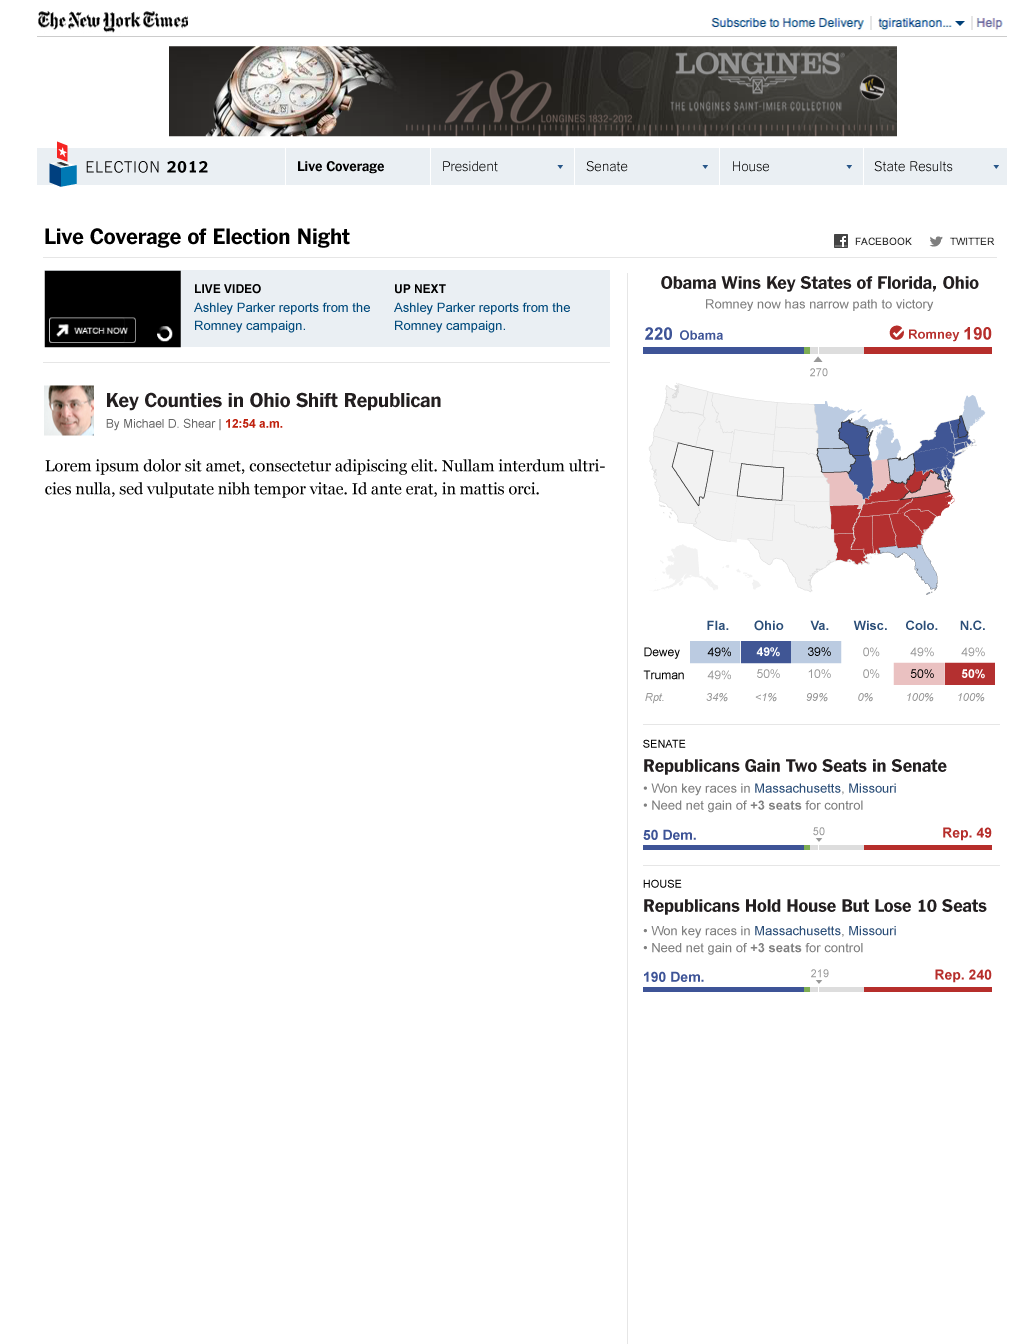 The New York Times
Subscribe to Home Delivery | tgiratikanon... | Help
180
LONGINES 1832-2012
LONGINES
THE LONGINES SAINT-IMIER COLLECTION
ELECTION 2012
Live Coverage
President
Senate
House
State Results
Live Coverage of Election Night
FACEBOOK
TWITTER
WATCH NOW
LIVE VIDEO
Ashley Parker reports from the
Romney campaign.
UP NEXT
Ashley Parker reports from the
Romney campaign.
Key Counties in Ohio Shift Republican
By Michael D. Shear | 12:54 a.m.
Lorem ipsum dolor sit amet, consectetur adipiscing elit. Nullam interdum ultri-
cies nulla, sed vulputate nibh tempor vitae. Id ante erat, in mattis orci.
Obama Wins Key States of Florida, Ohio
Romney now has narrow path to victory
220 Obama
Romney 190
270
Fla. Ohio Va. Wisc. Colo. N.C.
Dewey 49% 49% 39% 0% 49% 49%
Truman 49% 50% 10% 0% 50% 50%
Rpt. 34% <1% 99% 0% 100% 100%
SENATE
Republicans Gain Two Seats in Senate
• Won key races in Massachusetts, Missouri
• Need net gain of +3 seats for control
50 Dem.
50
Rep. 49
HOUSE
Republicans Hold House But Lose 10 Seats
• Won key races in Massachusetts, Missouri
• Need net gain of +3 seats for control
190 Dem.
219
Rep. 240